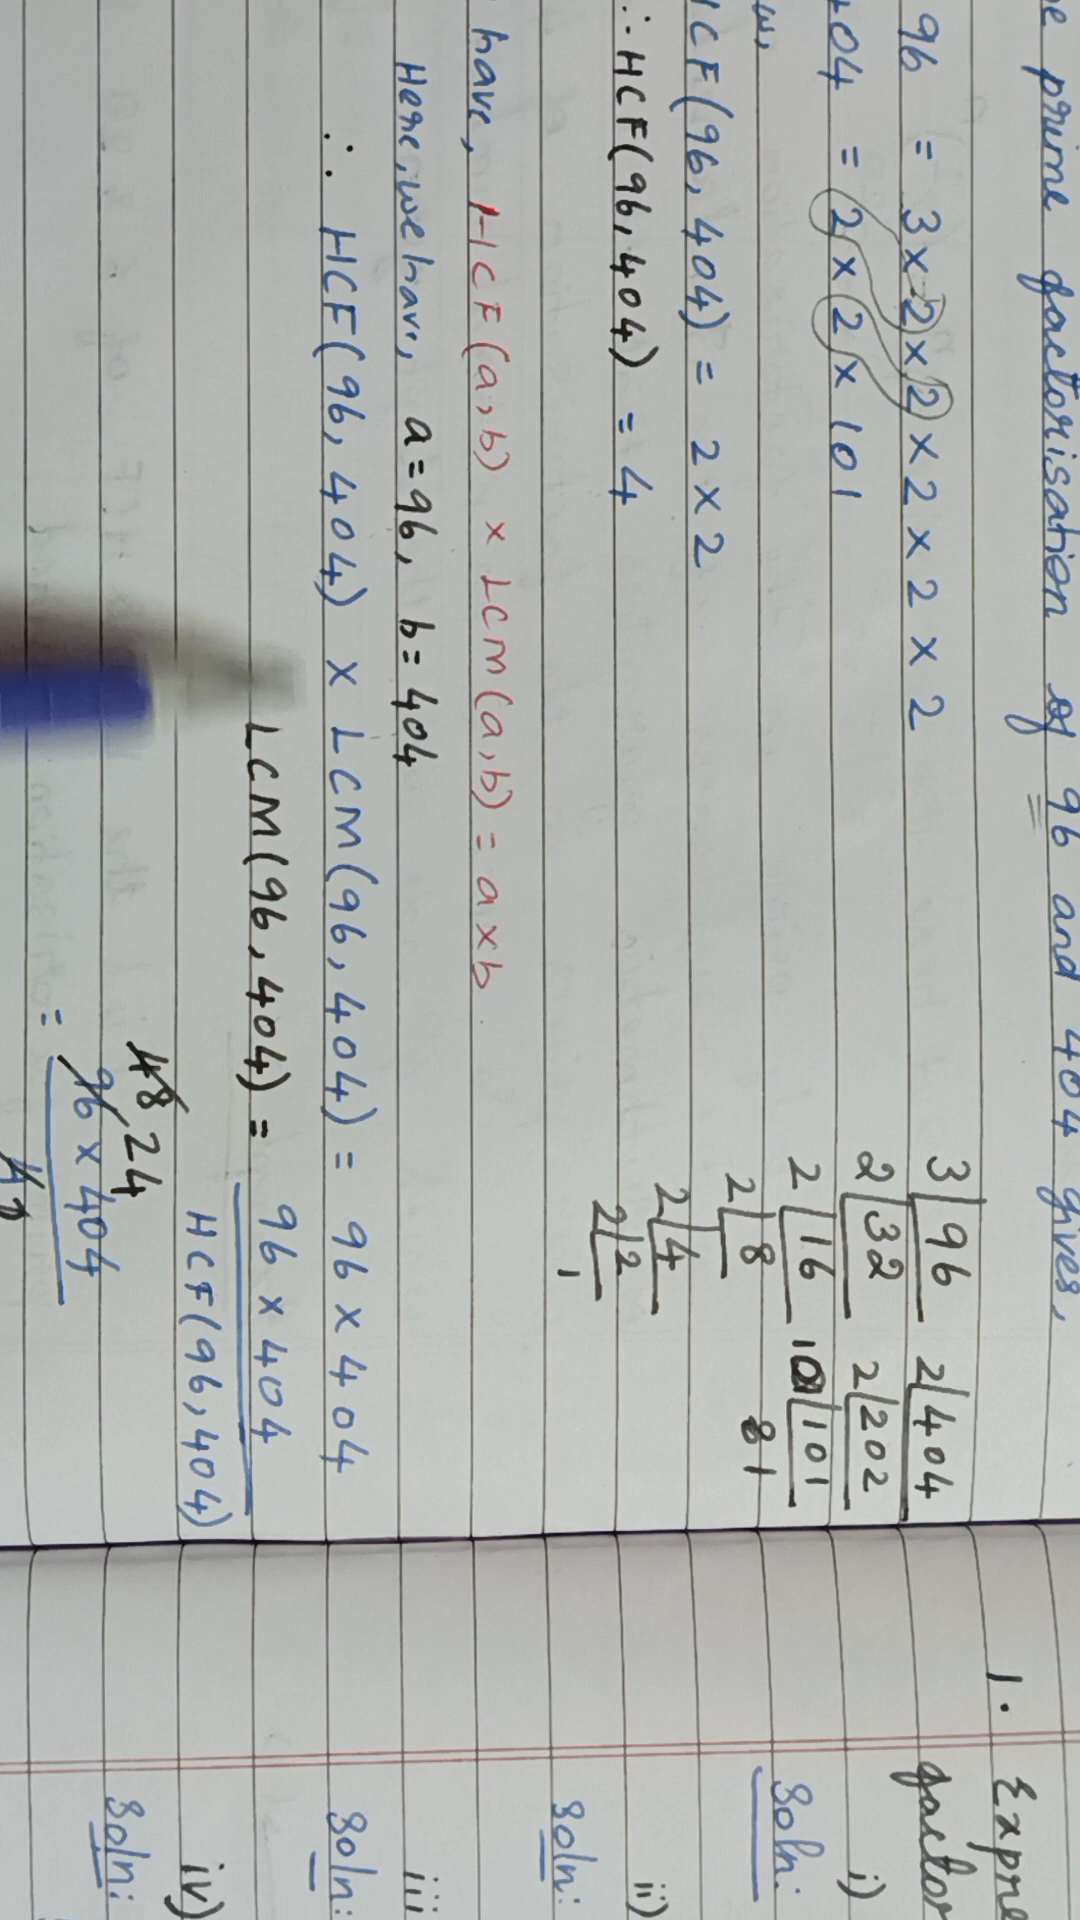 prime factorisation of 96 and 404 gives,
96 = 3 x 2 x 2 x 2 x 2 x 2
404 = 2 x 2 x 101
HCF (96, 404) = 2 x 2
∴ HCF (96, 404) = 4
have, HCF (a, b) x LCM (a, b) = a x b
Here, we have, a = 96, b = 404
∴ HCF (96, 404) x LCM (96, 404) = 96 x 404
LCM (96, 404) = 96 x 404
HCF (96, 404)
48 24
= 96 x 404
3 | 96
2 | 32
2 | 16
2 | 8
2 | 4
2 | 2
1
2 | 404
2 | 202
101 | 101
1
1. Expre
factor
i)
Soln:
ii)
Soln:
iii
Soln:
iv)
Soln: